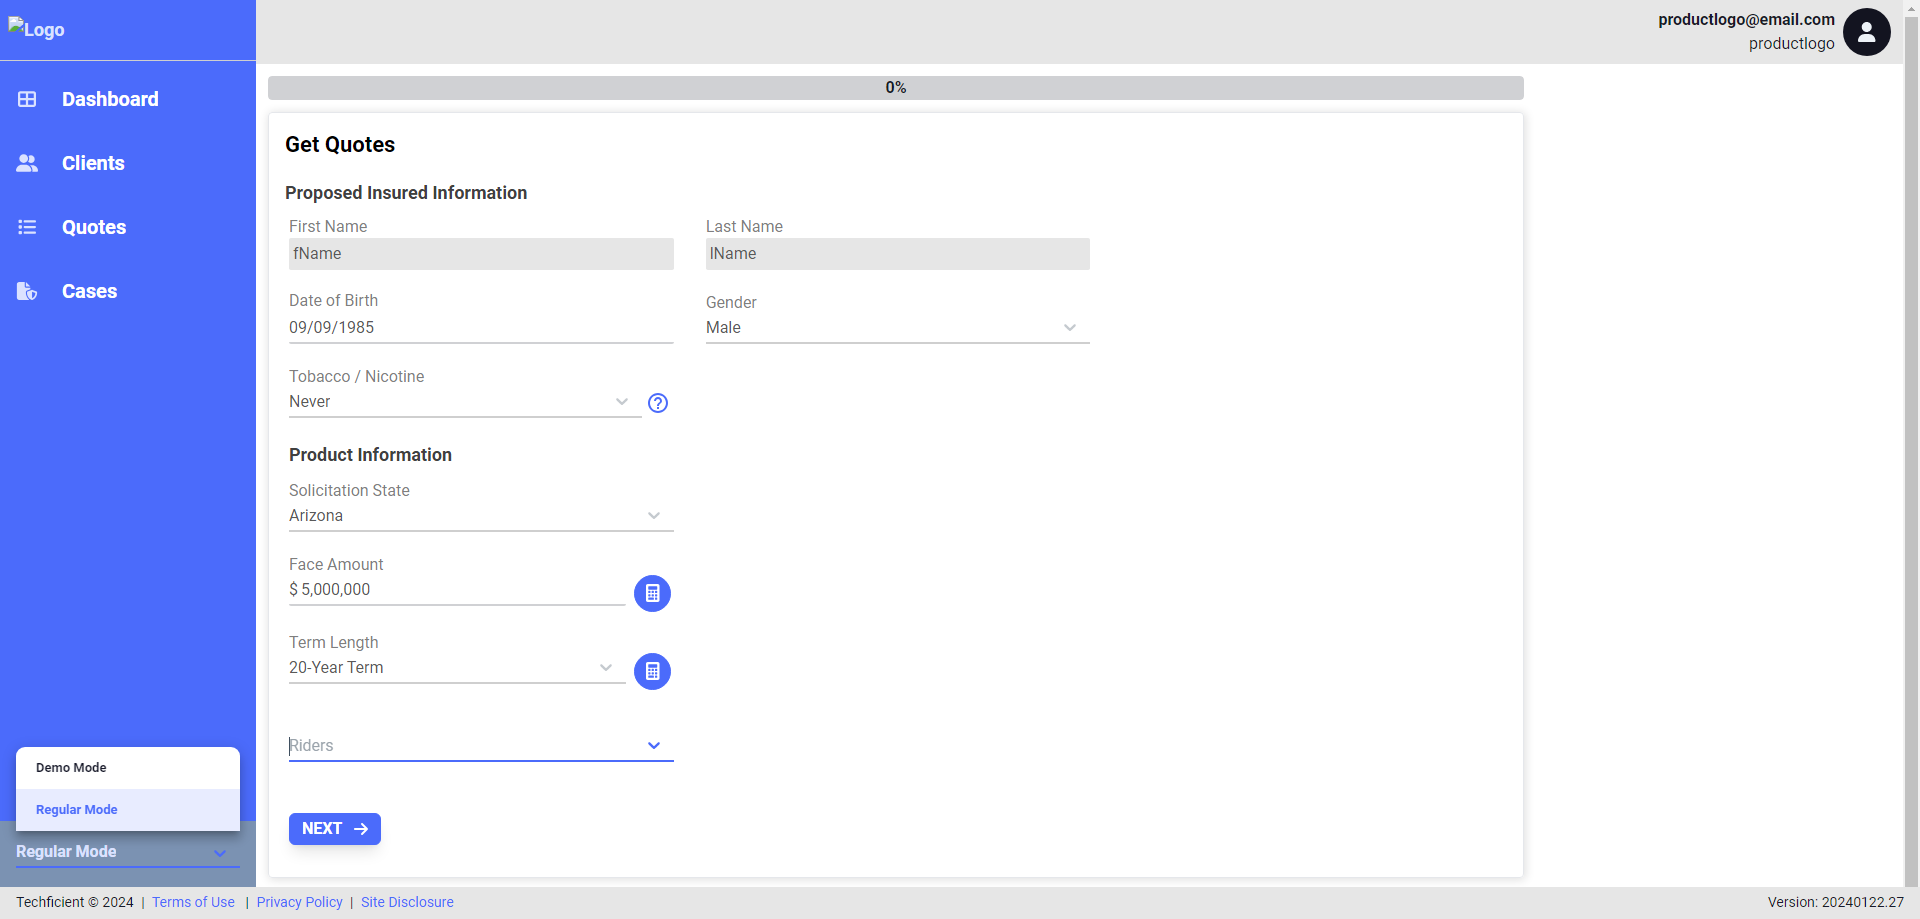 Logo
productlogo@email.com
productlogo
Dashboard
Clients
Quotes
Cases
Demo Mode
Regular Mode
Regular Mode
0%
Get Quotes
Proposed Insured Information
First Name
fName
Last Name
lName
Date of Birth
09/09/1985
Gender
Male
Tobacco / Nicotine
Never
?
Product Information
Solicitation State
Arizona
Face Amount
$ 5,000,000
Term Length
20-Year Term
Riders
NEXT
Techficient © 2024 | Terms of Use | Privacy Policy | Site Disclosure
Version: 20240122.27